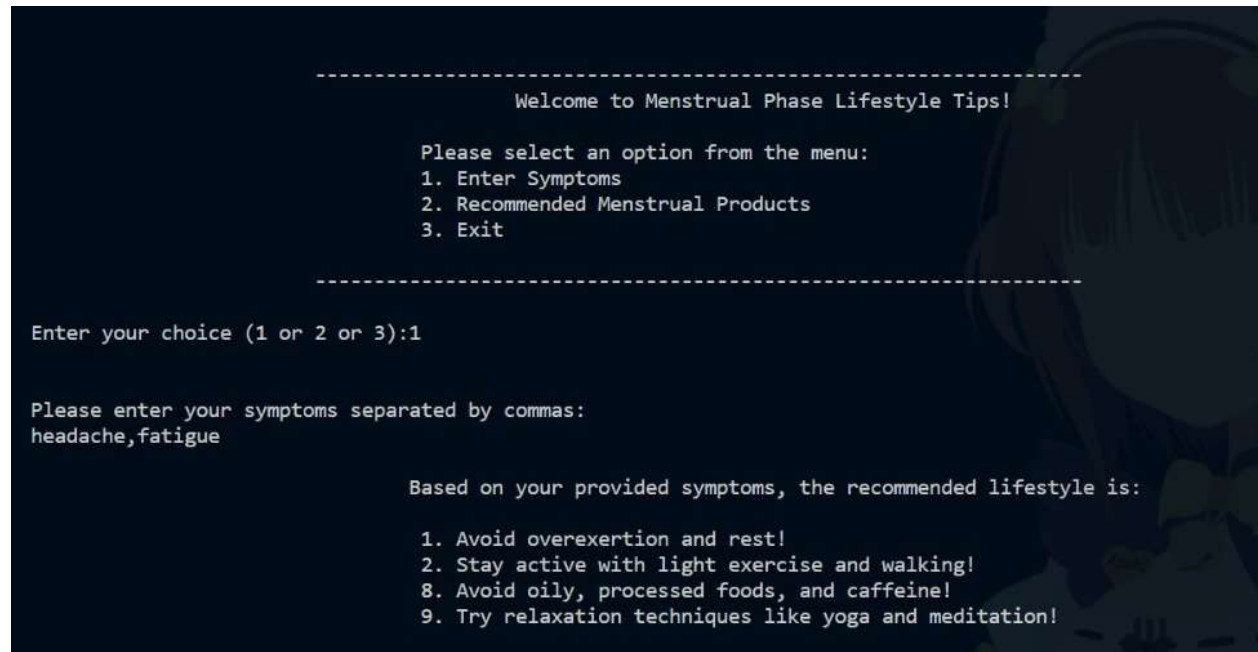 -----------------------------------------------------------------
Welcome to Menstrual Phase Lifestyle Tips!
Please select an option from the menu:
1. Enter Symptoms
2. Recommended Menstrual Products
3. Exit
-----------------------------------------------------------------
Enter your choice (1 or 2 or 3):1
Please enter your symptoms separated by commas:
headache,fatigue
Based on your provided symptoms, the recommended lifestyle is:
1. Avoid overexertion and rest!
2. Stay active with light exercise and walking!
8. Avoid oily, processed foods, and caffeine!
9. Try relaxation techniques like yoga and meditation!